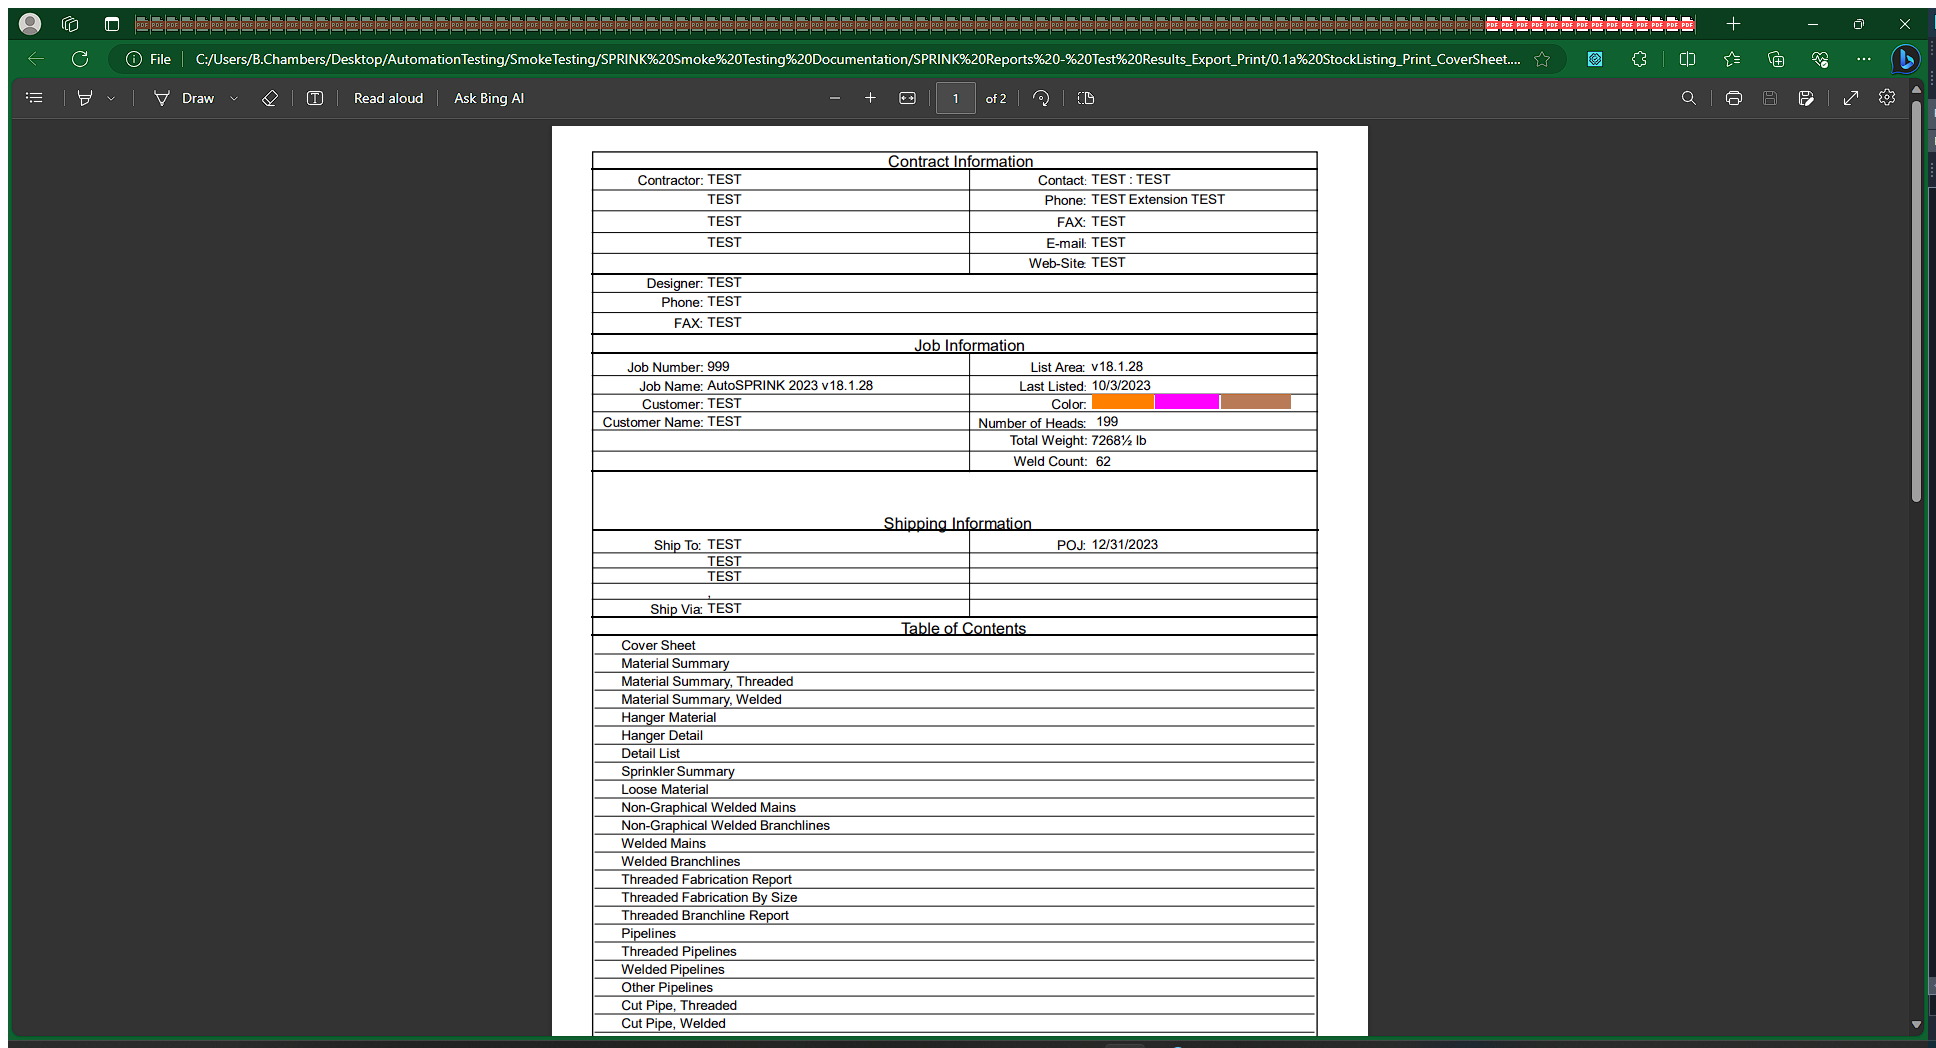 File C:/Users/B.Chambers/Desktop/AutomationTesting/SmokeTesting/SPRINK%20Smoke%20Testing%20Documentation/SPRINK%20Reports%20-%20Test%20Results_Export_Print/0.1a%20StockListing_Print_CoverSheet....
Draw Read aloud Ask Bing AI 1 of 2
Contract Information
Contractor: TEST Contact: TEST : TEST
TEST Phone: TEST Extension TEST
TEST FAX: TEST
TEST E-mail: TEST
Web-Site: TEST
Designer: TEST
Phone: TEST
FAX: TEST
Job Information
Job Number: 999 List Area: v18.1.28
Job Name: AutoSPRINK 2023 v18.1.28 Last Listed: 10/3/2023
Customer: TEST Color:
Customer Name: TEST Number of Heads: 199
Total Weight: 7268½ lb
Weld Count: 62
Shipping Information
Ship To: TEST POJ: 12/31/2023
TEST
TEST
,
Ship Via: TEST
Table of Contents
Cover Sheet
Material Summary
Material Summary, Threaded
Material Summary, Welded
Hanger Material
Hanger Detail
Detail List
Sprinkler Summary
Loose Material
Non-Graphical Welded Mains
Non-Graphical Welded Branchlines
Welded Mains
Welded Branchlines
Threaded Fabrication Report
Threaded Fabrication By Size
Threaded Branchline Report
Pipelines
Threaded Pipelines
Welded Pipelines
Other Pipelines
Cut Pipe, Threaded
Cut Pipe, Welded